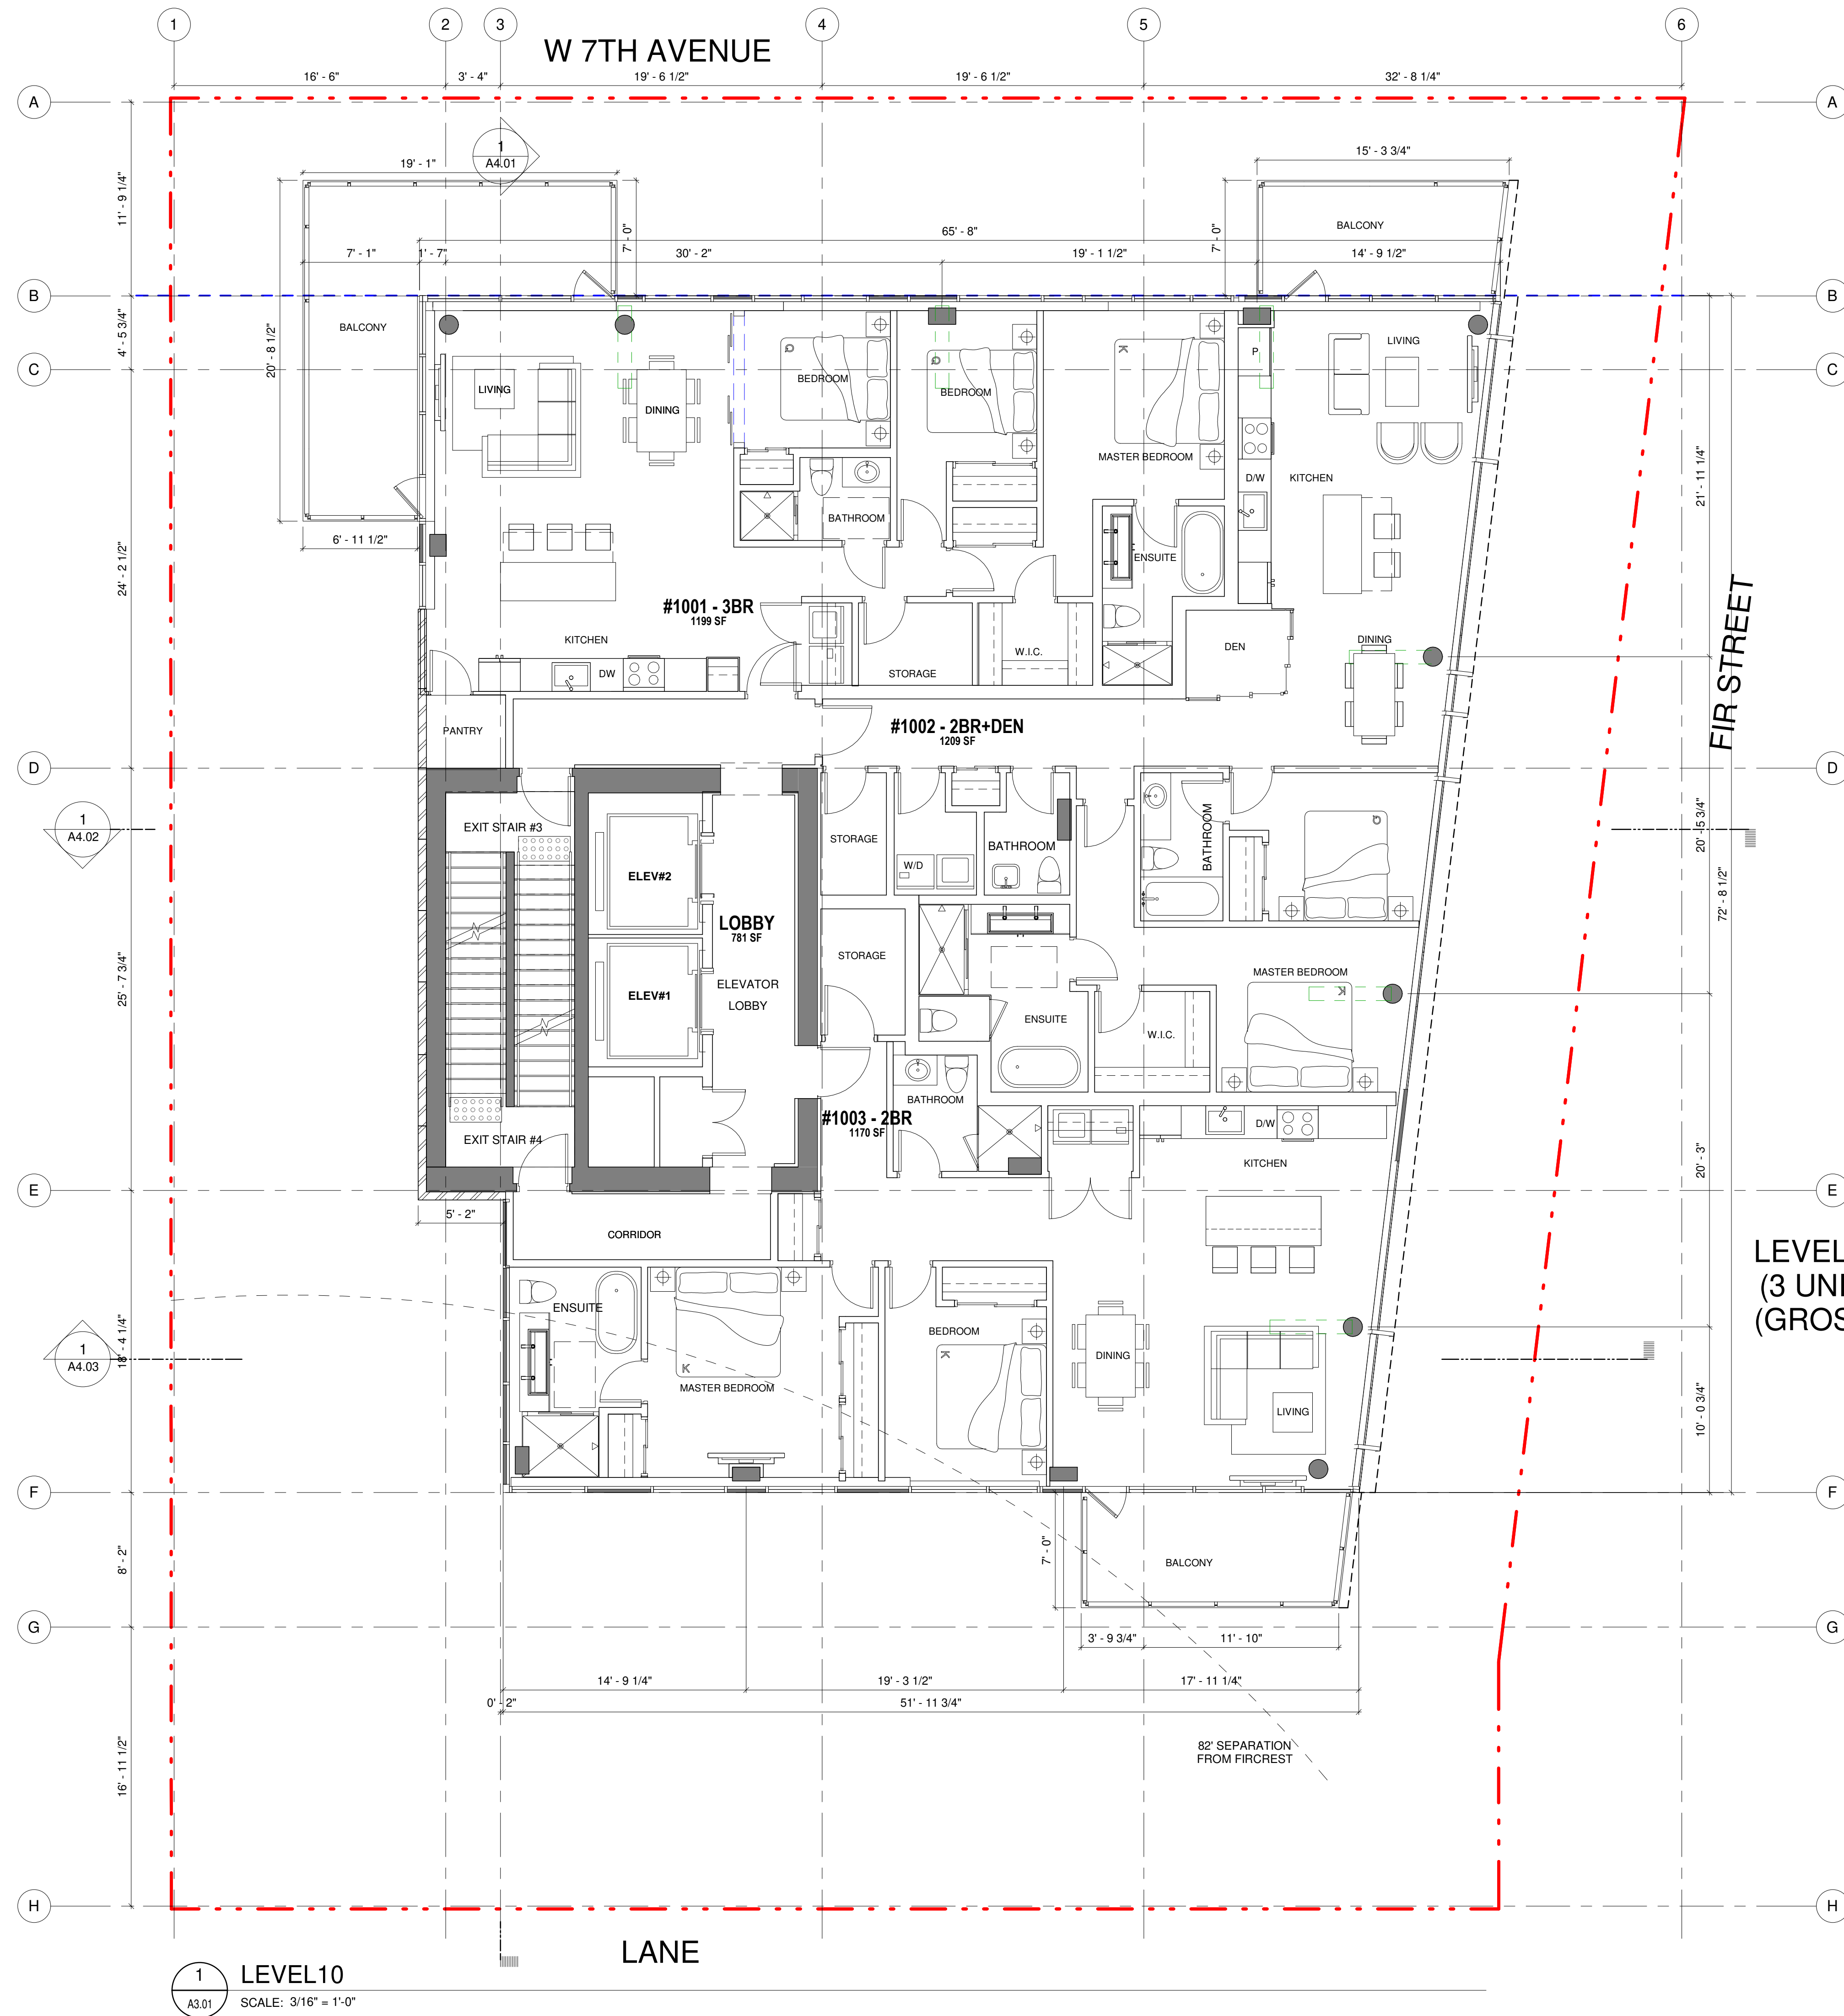 1
2
3
4
5
6
W 7TH AVENUE
16' - 6"
3' - 4"
19' - 6 1/2"
19' - 6 1/2"
32' - 8 1/4"
A
A
1
A4.01
19' - 1"
15' - 3 3/4"
11' - 9 1/4"
7' - 0"
7' - 0"
BALCONY
65' - 8"
7' - 1"
1' - 7"
30' - 2"
19' - 1 1/2"
14' - 9 1/2"
B
B
BALCONY
4' - 5 3/4"
20' - 8 1/2"
C
C
LIVING
DINING
Q
BEDROOM
Q
BEDROOM
K
MASTER BEDROOM
P
LIVING
D/W
KITCHEN
21' - 11 1/4"
BATHROOM
6' - 11 1/2"
24' - 2 1/2"
ENSUITE
#1001 - 3BR
1199 SF
KITCHEN
DW
STORAGE
W.I.C.
DEN
DINING
FIR STREET
PANTRY
#1002 - 2BR+DEN
1209 SF
D
D
1
A4.02
EXIT STAIR #3
ELEV#2
STORAGE
W/D
BATHROOM
BATHROOM
Q
20' - 5 3/4"
72' - 8 1/2"
LOBBY
781 SF
ELEVATOR
LOBBY
ELEV#1
STORAGE
ENSUITE
W.I.C.
MASTER BEDROOM
K
25' - 7 3/4"
BATHROOM
#1003 - 2BR
1170 SF
EXIT STAIR #4
D/W
KITCHEN
20' - 3"
E
E
5' - 2"
CORRIDOR
LEVEL
(3 UNI
(GROS
ENSUITE
K
MASTER BEDROOM
BEDROOM
K
DINING
LIVING
18' - 4 1/4"
1
A4.03
10' - 0 3/4"
F
F
7' - 0"
BALCONY
8' - 2"
G
G
3' - 9 3/4"
11' - 10"
14' - 9 1/4"
19' - 3 1/2"
17' - 11 1/4"
0' - 2"
51' - 11 3/4"
82' SEPARATION
FROM FIRCREST
16' - 11 1/2"
H
H
LANE
1
A3.01
LEVEL10
SCALE: 3/16" = 1'-0"